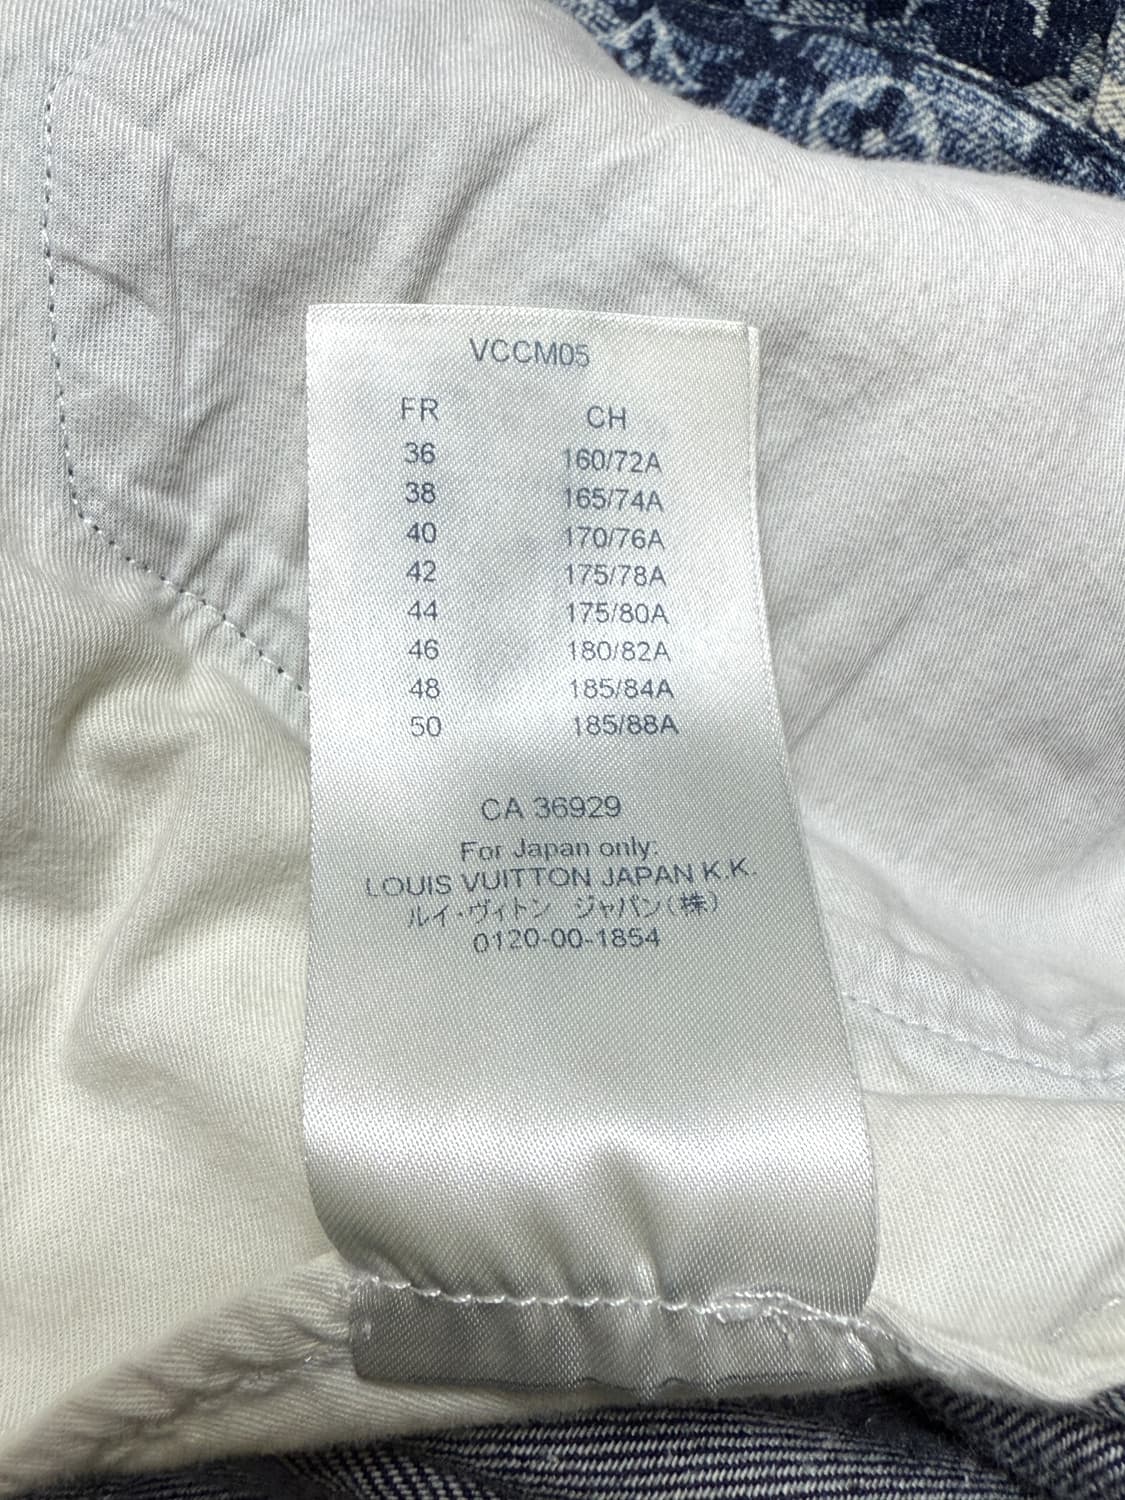 VCCM05
FR CH
36 160/72A
38 165/74A
40 170/76A
42 175/78A
44 175/80A
46 180/82A
48 185/84A
50 185/88A
CA 36929
For Japan only:
LOUIS VUITTON JAPAN K.K.
ルイ・ヴィトン ジャパン(株)
0120-00-1854